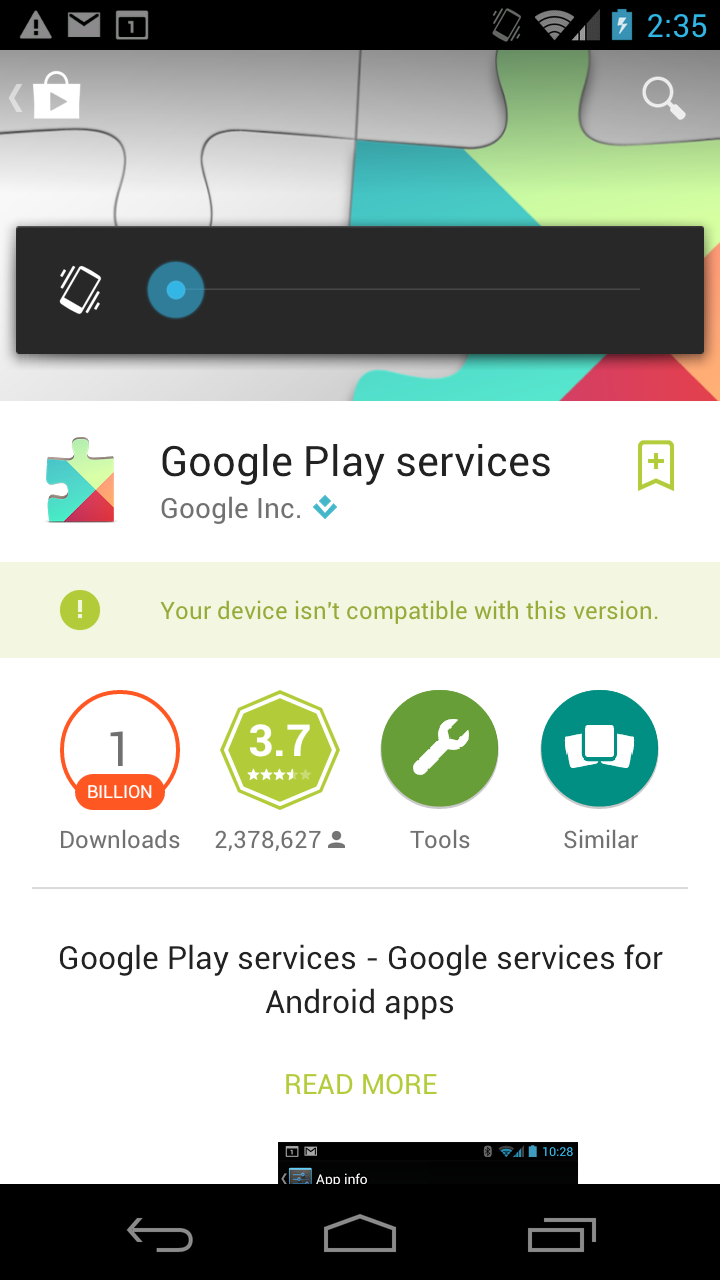 1
2:35
Google Play services
Google Inc.
Your device isn't compatible with this version.
1
BILLION
3.7
Downloads
2,378,627
Tools
Similar
Google Play services - Google services for
Android apps
READ MORE
1
10:28
App info